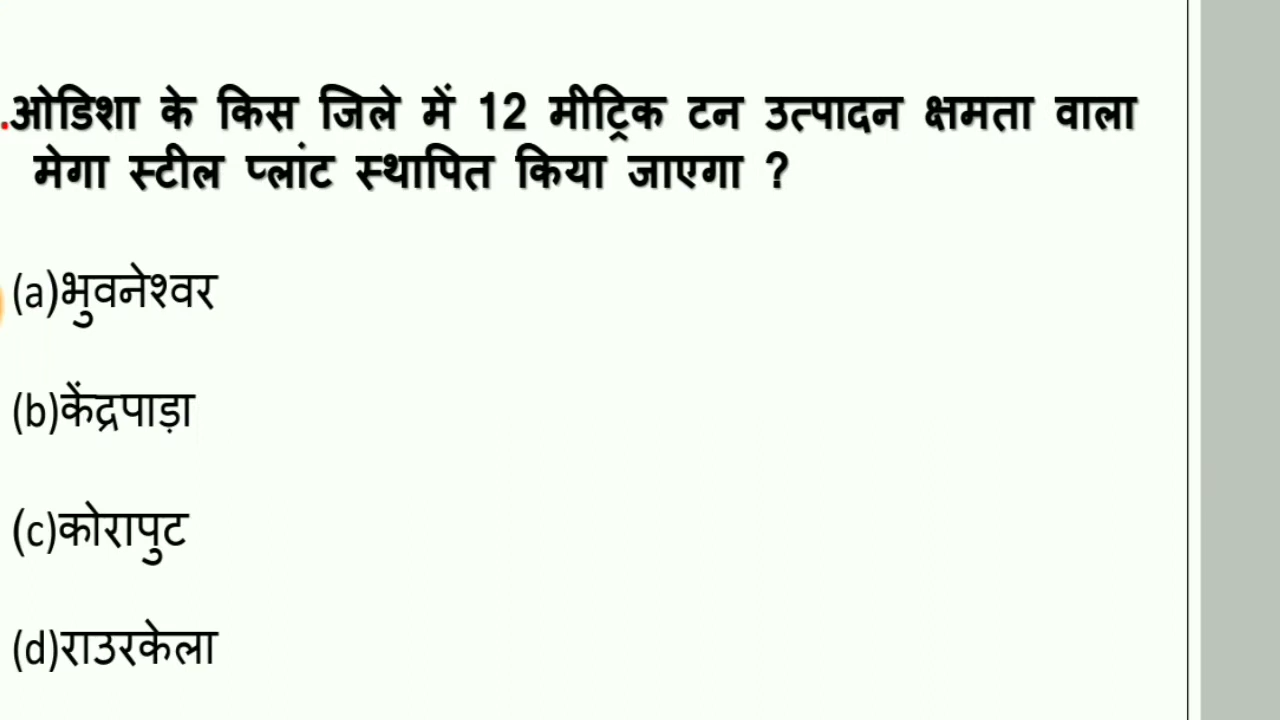 .ओडिशा के किस जिले में 12 मीट्रिक टन उत्पादन क्षमता वाला
मेगा स्टील प्लांट स्थापित किया जाएगा ?
(a)भुवनेश्वर
(b)केंद्रपाड़ा
(c)कोरापुट
(d)राउरकेला